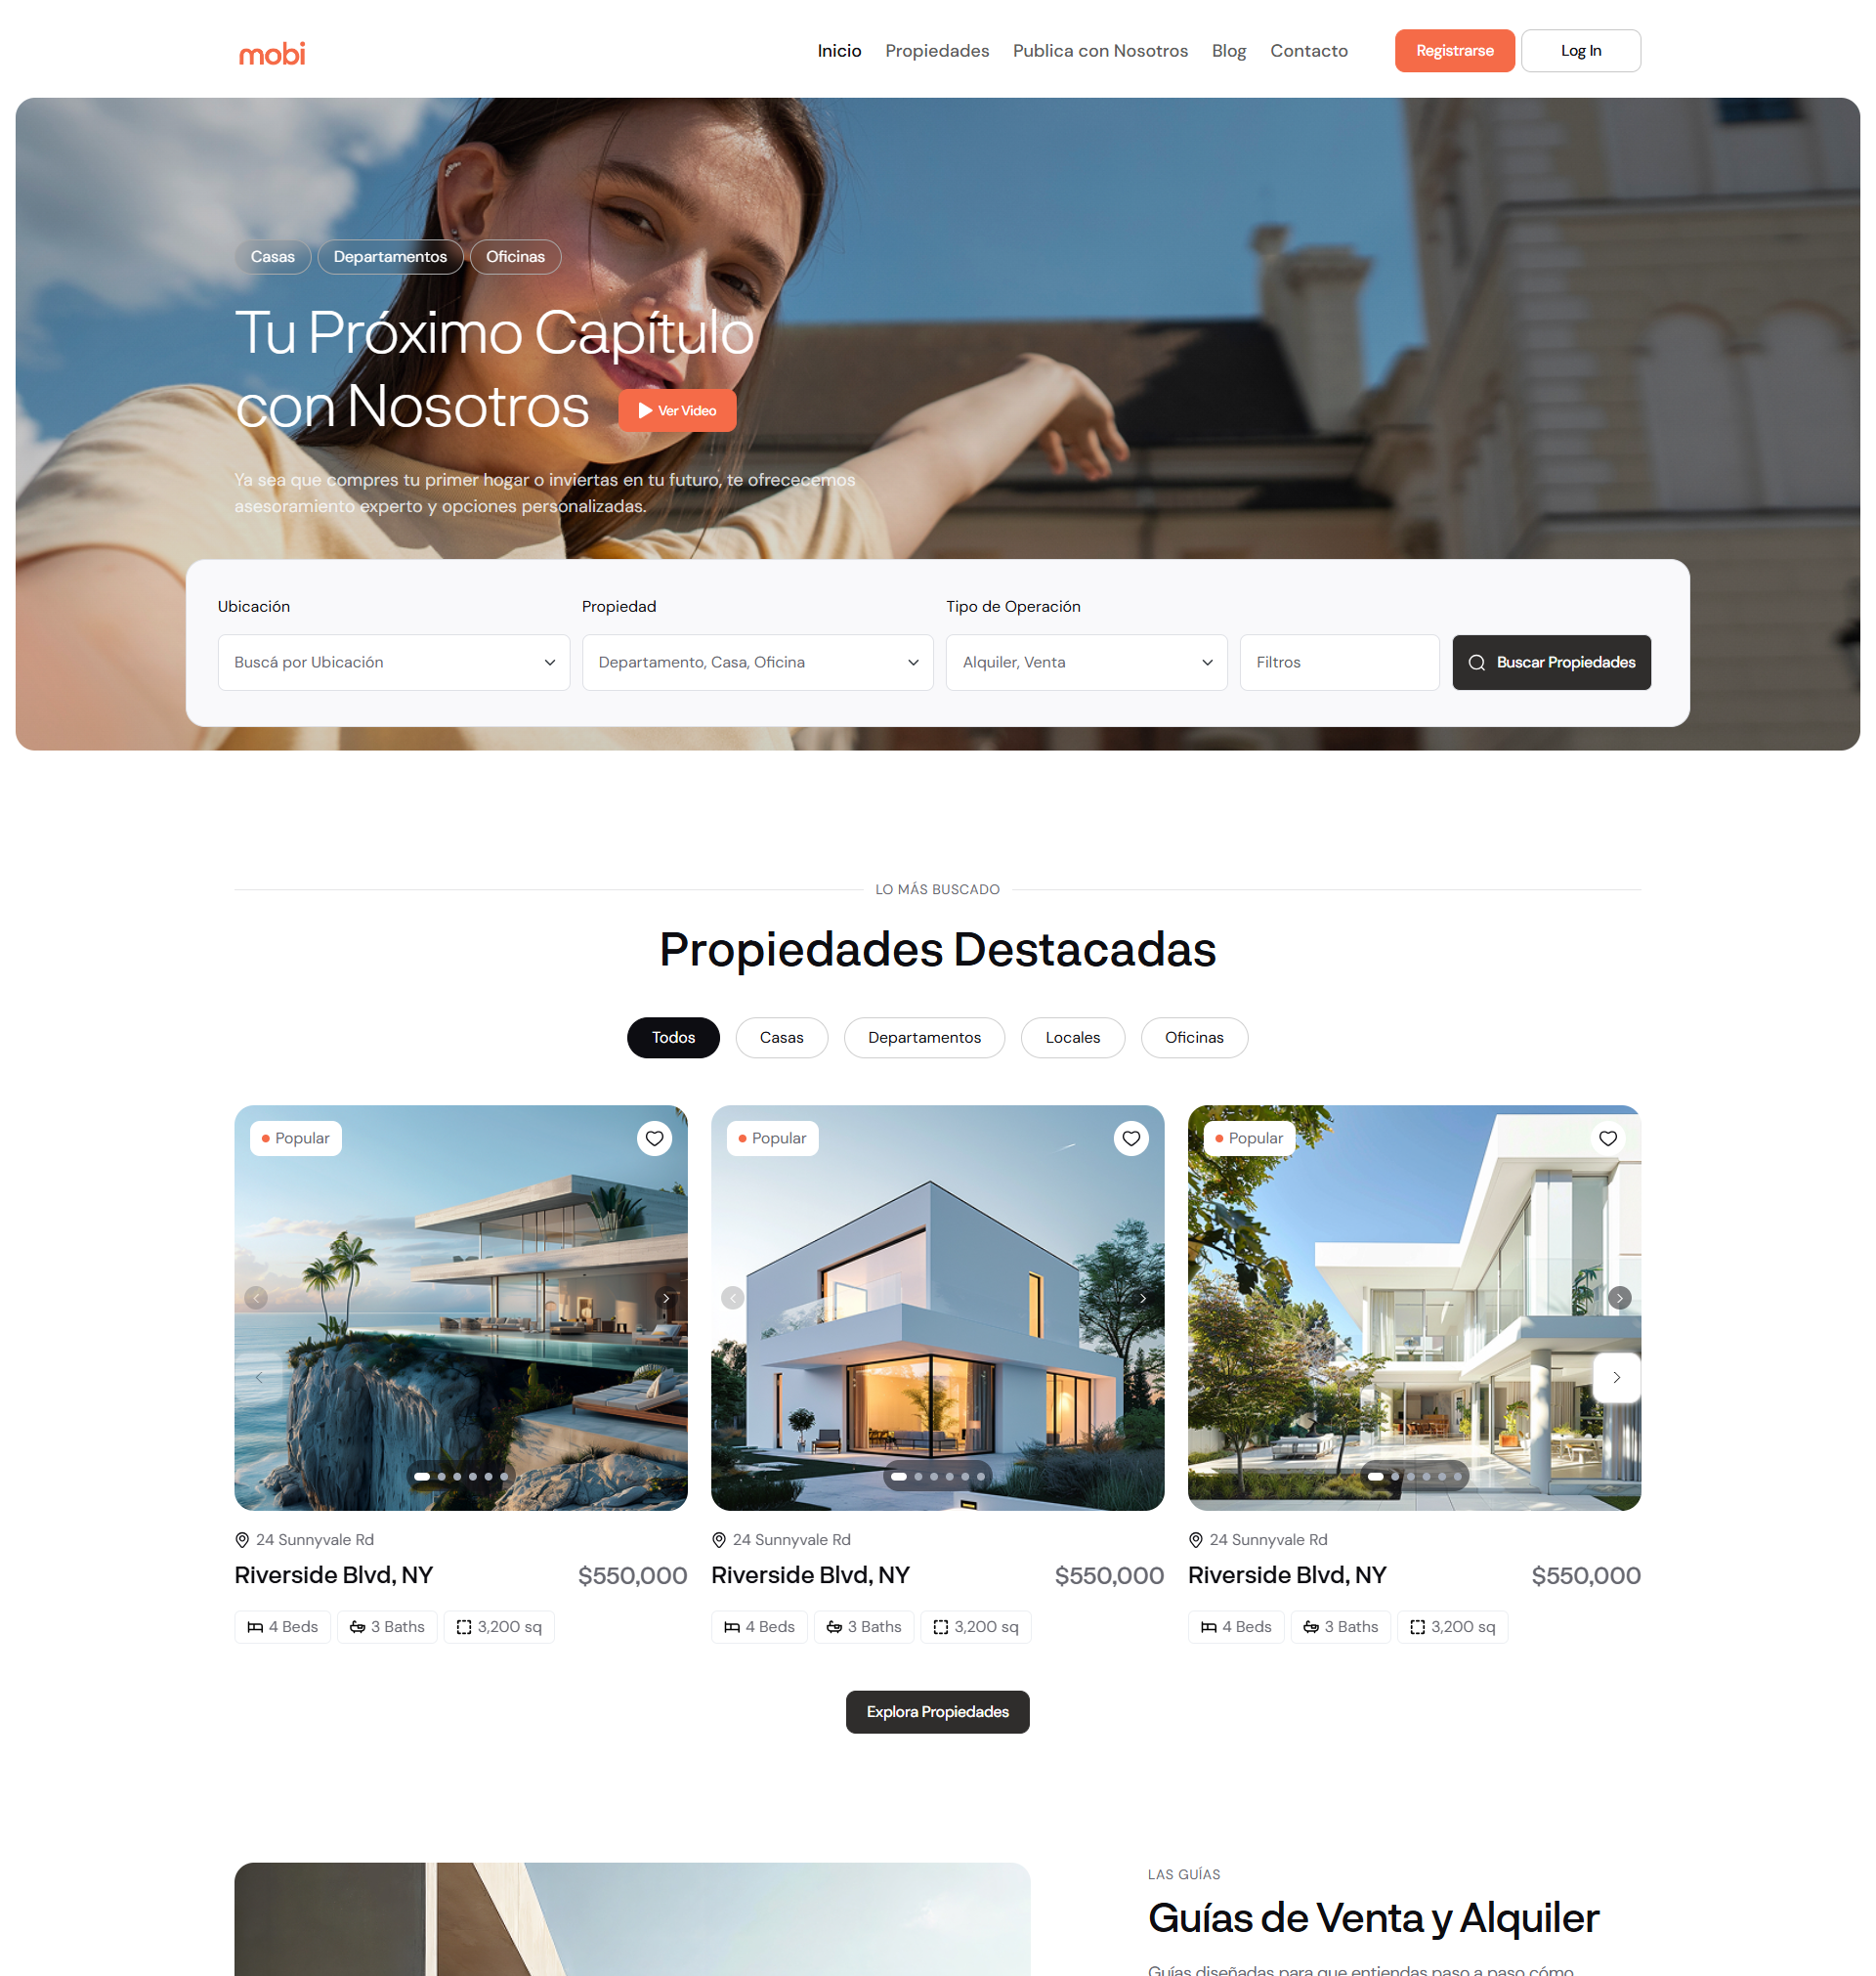 mobi
Inicio
Propiedades
Publica con Nosotros
Blog
Contacto
Registrarse
Log In
Casas
Departamentos
Oficinas
Tu Próximo Capítulo
con Nosotros
Ver Video
Ya sea que compres tu primer hogar o inviertas en tu futuro, te ofrececemos
asesoramiento experto y opciones personalizadas.
Ubicación
Propiedad
Tipo de Operación
Buscá por Ubicación
Departamento, Casa, Oficina
Alquiler, Venta
Filtros
Buscar Propiedades
LO MÁS BUSCADO
Propiedades Destacadas
Todos
Casas
Departamentos
Locales
Oficinas
Popular
Popular
Popular
24 Sunnyvale Rd
Riverside Blvd, NY
$550,000
4 Beds
3 Baths
3,200 sq
24 Sunnyvale Rd
Riverside Blvd, NY
$550,000
4 Beds
3 Baths
3,200 sq
24 Sunnyvale Rd
Riverside Blvd, NY
$550,000
4 Beds
3 Baths
3,200 sq
Explora Propiedades
LAS GUÍAS
Guías de Venta y Alquiler
Guías diseñadas para que entiendas paso a paso cómo